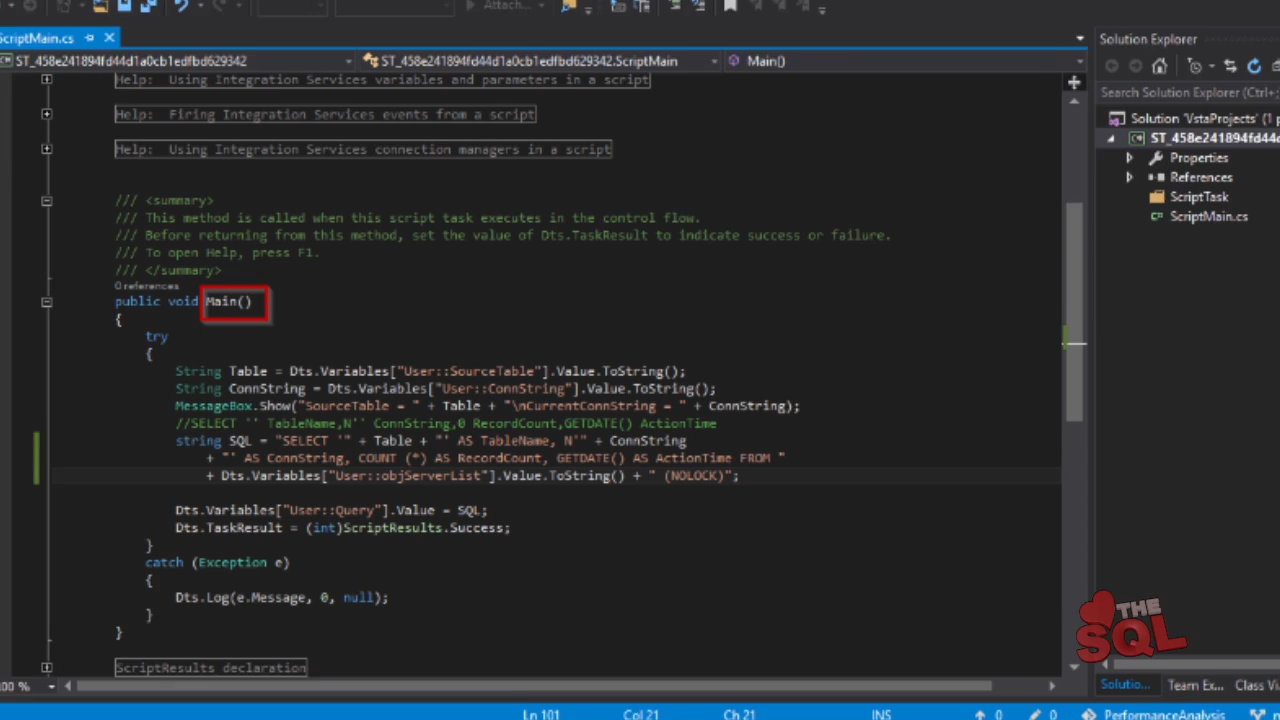 Attach...
ScriptMain.cs
ST_458e241894fd4d1a0cb1edfbd629342
ST_458e241894fd4d1a0cb1edfbd629342.ScriptMain
Main()
Help:  Using Integration Services variables and parameters in a script
Help:  Firing Integration Services events from a script
Help:  Using Integration Services connection managers in a script
/// <summary>
/// This method is called when this script task executes in the control flow.
/// Before returning from this method, set the value of Dts.TaskResult to indicate success or failure.
/// To open Help, press F1.
/// </summary>
0 references
public void Main()
{
try
{
String Table = Dts.Variables["User::SourceTable"].Value.ToString();
String ConnString = Dts.Variables["User::ConnString"].Value.ToString();
MessageBox.Show("SourceTable = " + Table + "\nCurrentConnString = " + ConnString);
//SELECT '' TableName,N'' ConnString,0 RecordCount,GETDATE() ActionTime
string SQL = "SELECT '" + Table + "' AS TableName, N'" + ConnString
+ "' AS ConnString, COUNT (*) AS RecordCount, GETDATE() AS ActionTime FROM "
+ Dts.Variables["User::objServerList"].Value.ToString() + " (NOLOCK)";
Dts.Variables["User::Query"].Value = SQL;
Dts.TaskResult = (int)ScriptResults.Success;
}
catch (Exception e)
{
Dts.Log(e.Message, 0, null);
}
}
ScriptResults declaration
00 %
Ln 101
Col 21
Ch 21
INS
0
0
PerformanceAnalysis
Solution Explorer
Search Solution Explorer (Ctrl+;
Solution 'VstaProjects' (1 p
ST_458e241894fd4d
Properties
References
ScriptTask
ScriptMain.cs
THE
SQL
Solutio...
Team Ex...
Class Vi